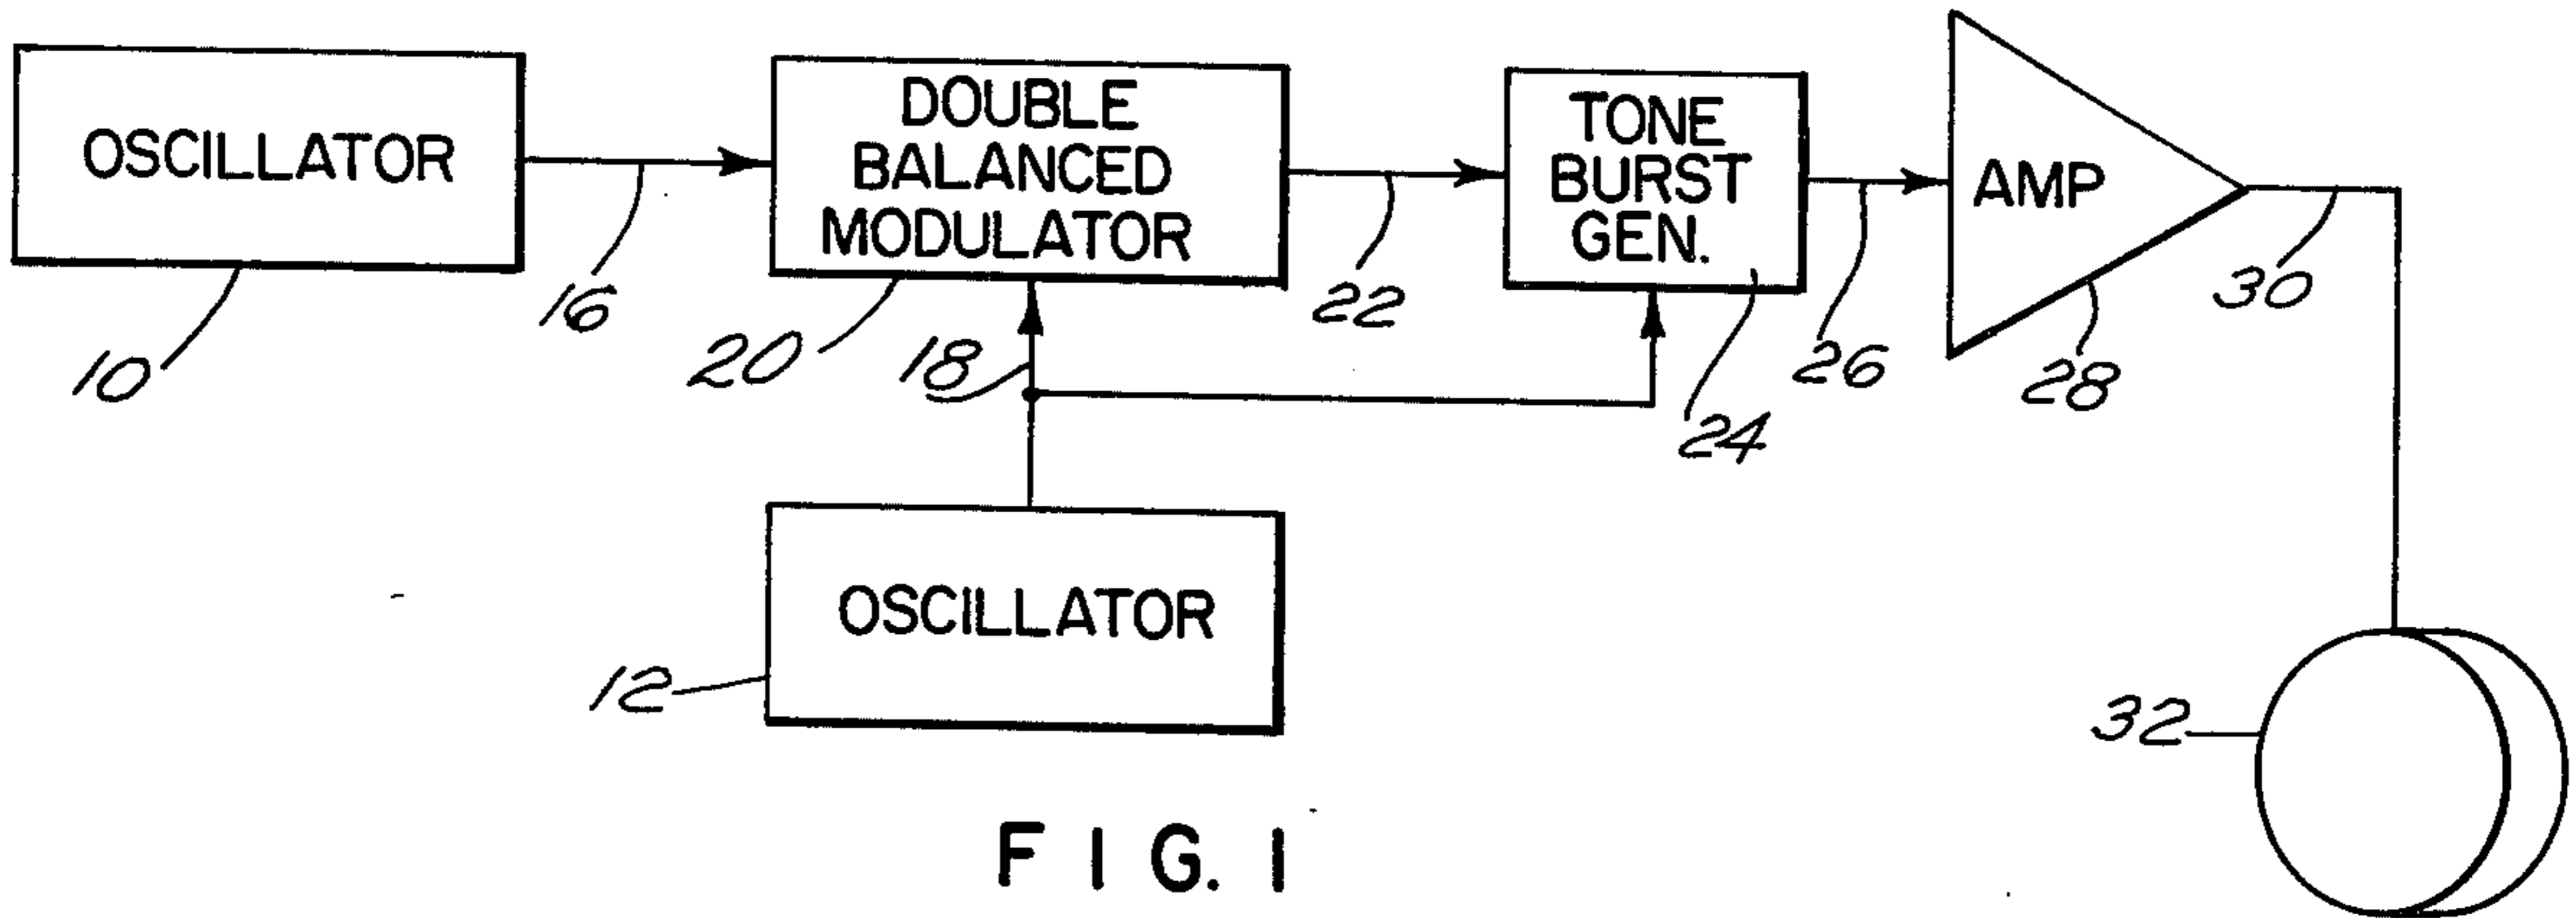 OSCILLATOR
DOUBLE
BALANCED
MODULATOR
TONE
BURST
GEN.
AMP
10
16
20
18
22
24
26
28
30
OSCILLATOR
12
32
FIG. 1